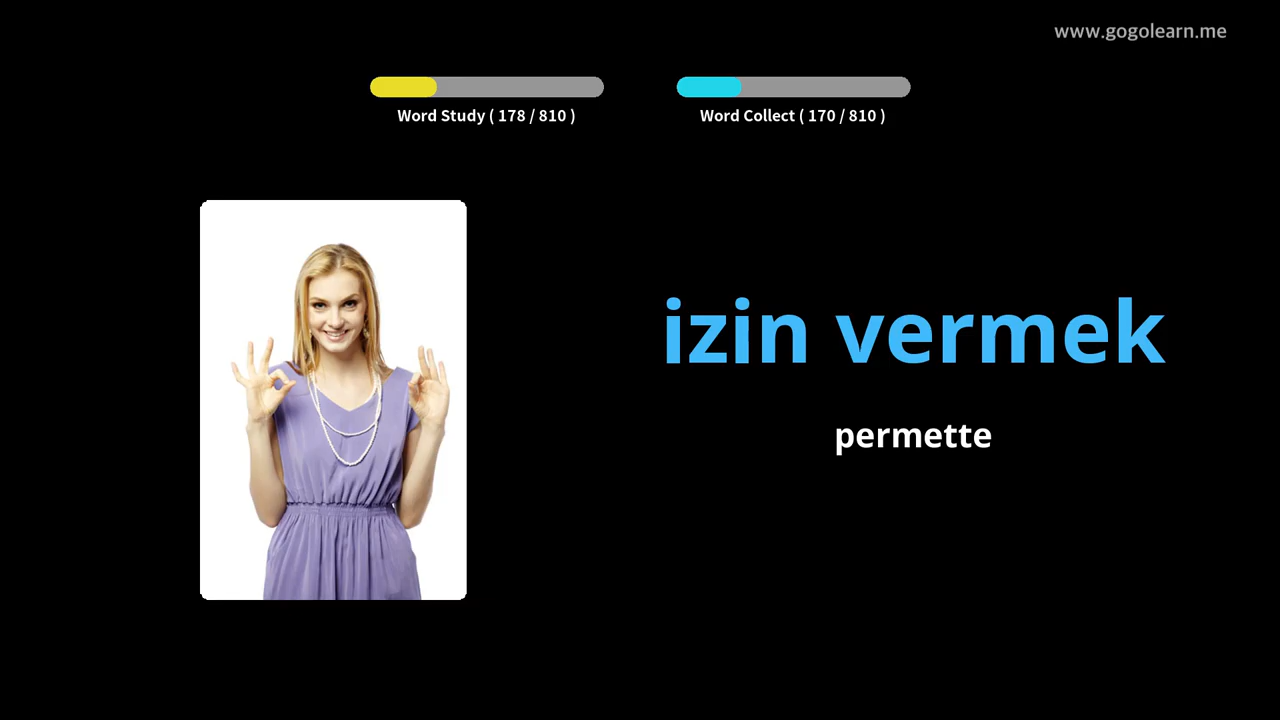 www.gogolearn.me
Word Study ( 178 / 810 )
Word Collect ( 170 / 810 )
izin vermek
permette